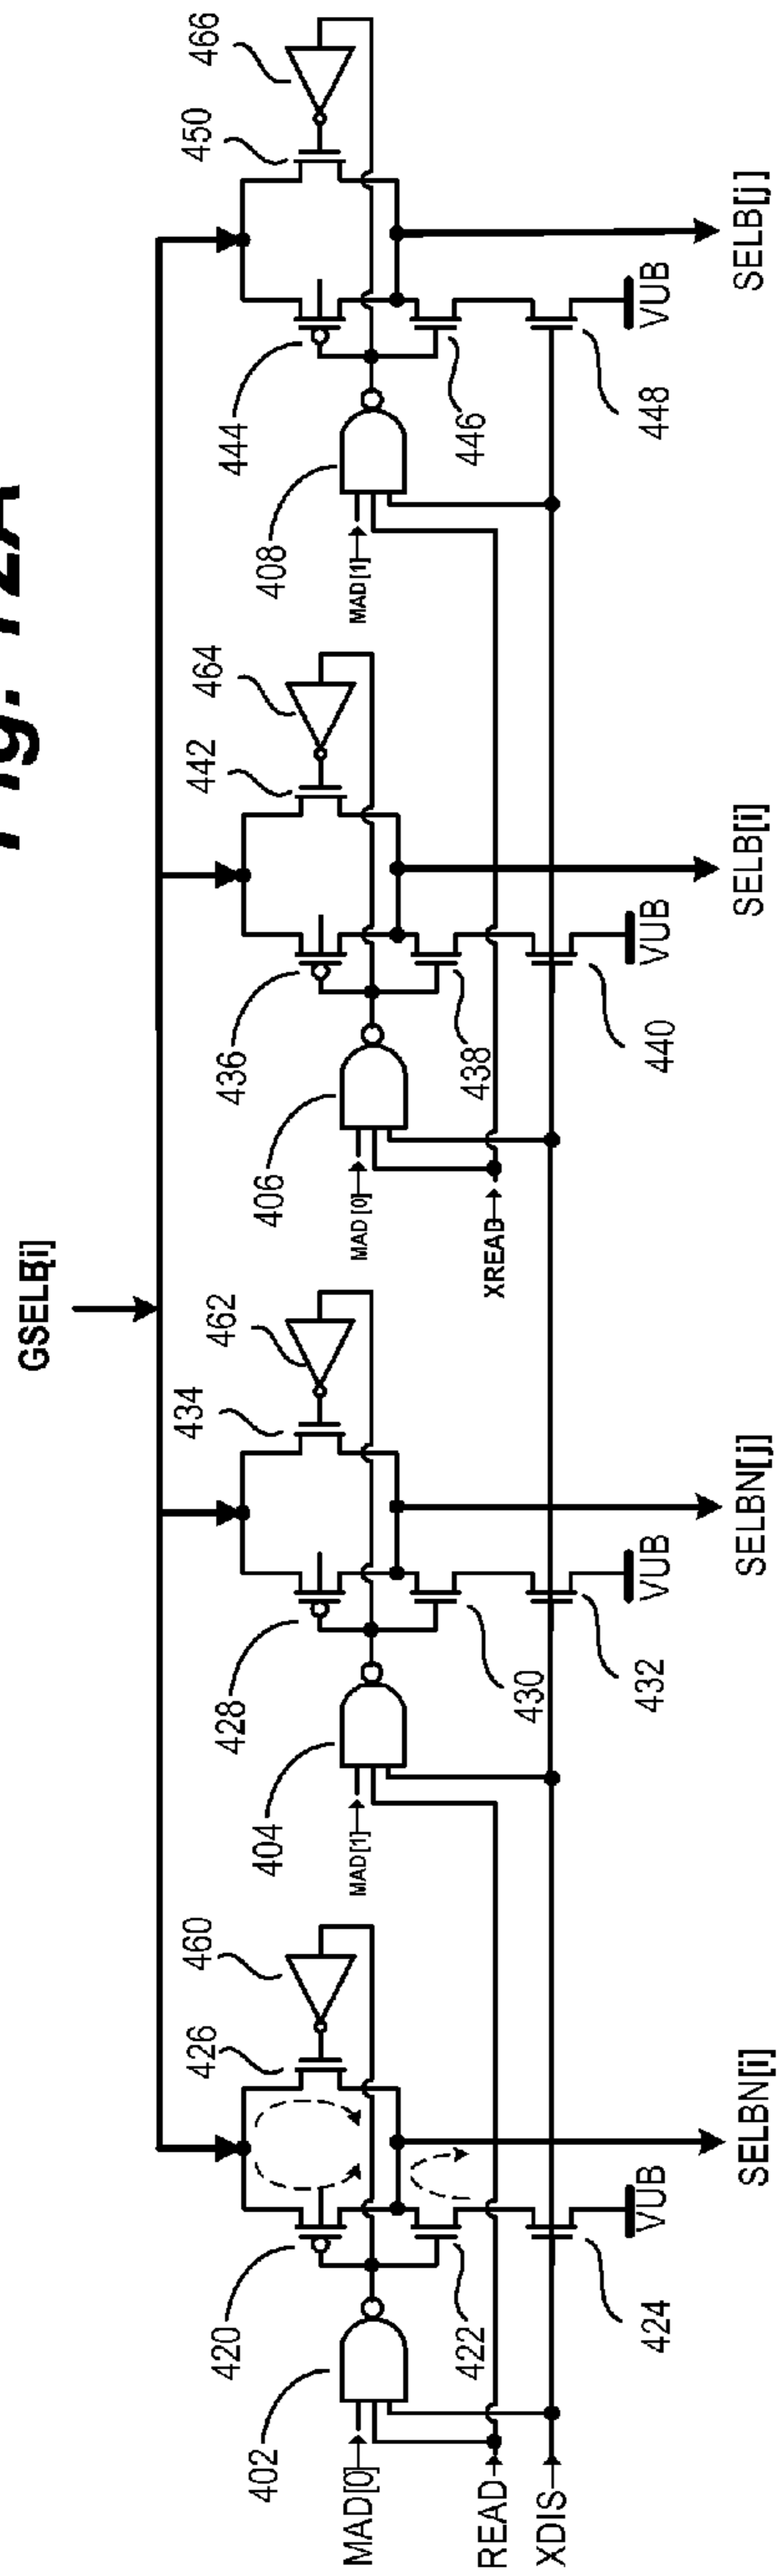 Fig. 12A
GSELB[i]
426
460
434
462
442
464
450
466
420
428
436
444
402
404
406
408
MAD[0]
MAD[1]
MAD[0]
MAD[1]
422
430
438
446
READ
XREAD
XDIS
424
432
440
448
VUB
VUB
VUB
VUB
SELBN[i]
SELBN[j]
SELB[i]
SELB[j]